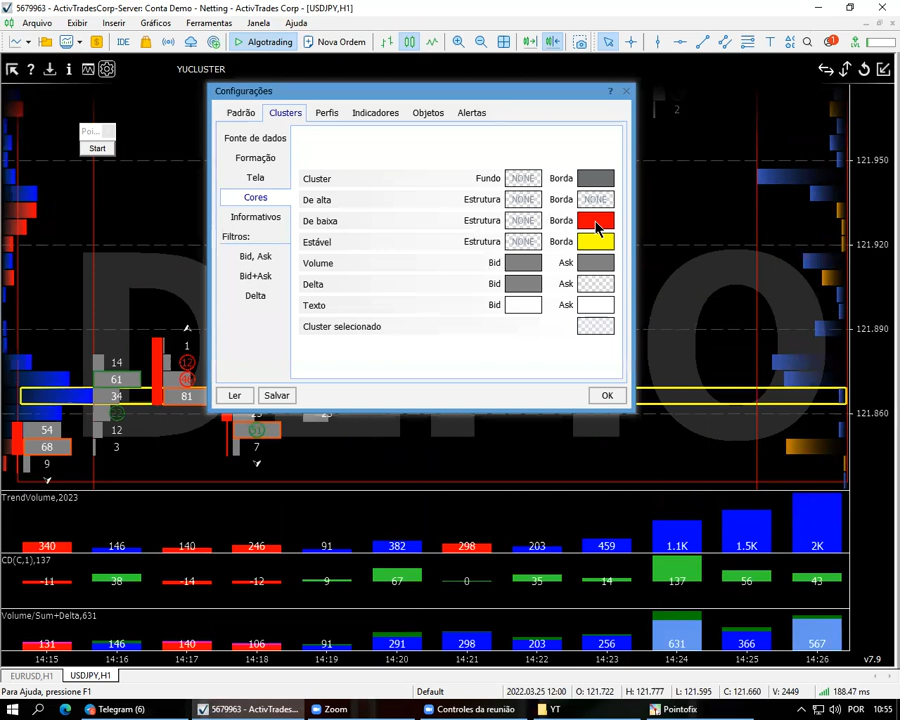 5679963 - ActivTradesCorp-Server: Conta Demo - Netting - ActivTrades Corp - [USDJPY,H1]
Arquivo Exibir Inserir Gráficos Ferramentas Janela Ajuda
IDE Algotrading Nova Ordem
YUCLUSTER
Poi...
Start
Configurações
Padrão Clusters Perfis Indicadores Objetos Alertas
Fonte de dados
Formação
Tela
Cores
Informativos
Filtros:
Bid, Ask
Bid+Ask
Delta
Cluster Fundo NONE Borda
De alta Estrutura NONE Borda NONE
De baixa Estrutura NONE Borda
Estável Estrutura NONE Borda
Volume Bid Ask
Delta Bid Ask
Texto Bid Ask
Cluster selecionado
Ler Salvar OK
2
121.950
121.920
121.890
121.860
1
14
61
34
81
12
3
54
68
9
51
7
TrendVolume,2023
340 146 140 246 91 382 298 203 459 1.1K 1.5K 2K
CD(C,1),137
-11 38 -14 -12 9 67 0 35 14 137 56 43
Volume/Sum+Delta,631
131 146 140 106 91 291 298 203 256 631 366 567
14:15 14:16 14:17 14:18 14:19 14:20 14:21 14:22 14:23 14:24 14:25 14:26 v7.9
EURUSD,H1 USDJPY,H1
Para Ajuda, pressione F1 Default 2022.03.25 12:00 O: 121.722 H: 121.777 L: 121.595 C: 121.660 V: 2449 188.47 ms
Telegram (6) 5679963 - ActivTrades... Zoom Controles da reunião YT Pointofix POR 10:55